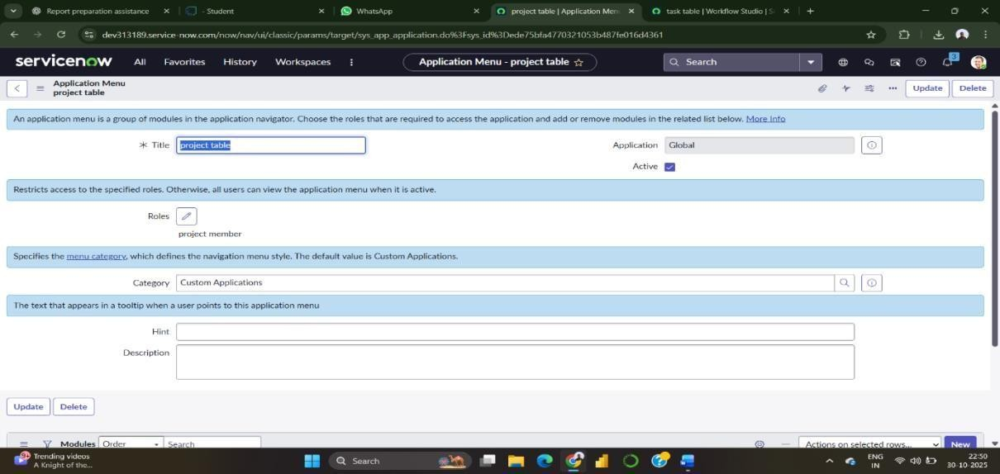 Report preparation assistance
- Student
WhatsApp
project table | Application Men
task table | Workflow Studio | S
dev313189.service-now.com/now/nav/ui/classic/params/target/sys_app_application.do%3Fsys_id%3Dede75bfa4770321053b487fe016d4361
servicenow
All
Favorites
History
Workspaces
Application Menu - project table
Search
3
Application Menu
project table
Update
Delete
An application menu is a group of modules in the application navigator. Choose the roles that are required to access the application and add or remove modules in the related list below. More Info
Title
project table
Application
Global
Active
Restricts access to the specified roles. Otherwise, all users can view the application menu when it is active.
Roles
project member
Specifies the menu category, which defines the navigation menu style. The default value is Custom Applications.
Category
Custom Applications
The text that appears in a tooltip when a user points to this application menu
Hint
Description
Update
Delete
Modules
Order
Search
Actions on selected rows...
New
9+
Trending videos
A Knight of the...
Search
ENG
IN
22:50
30-10-2025